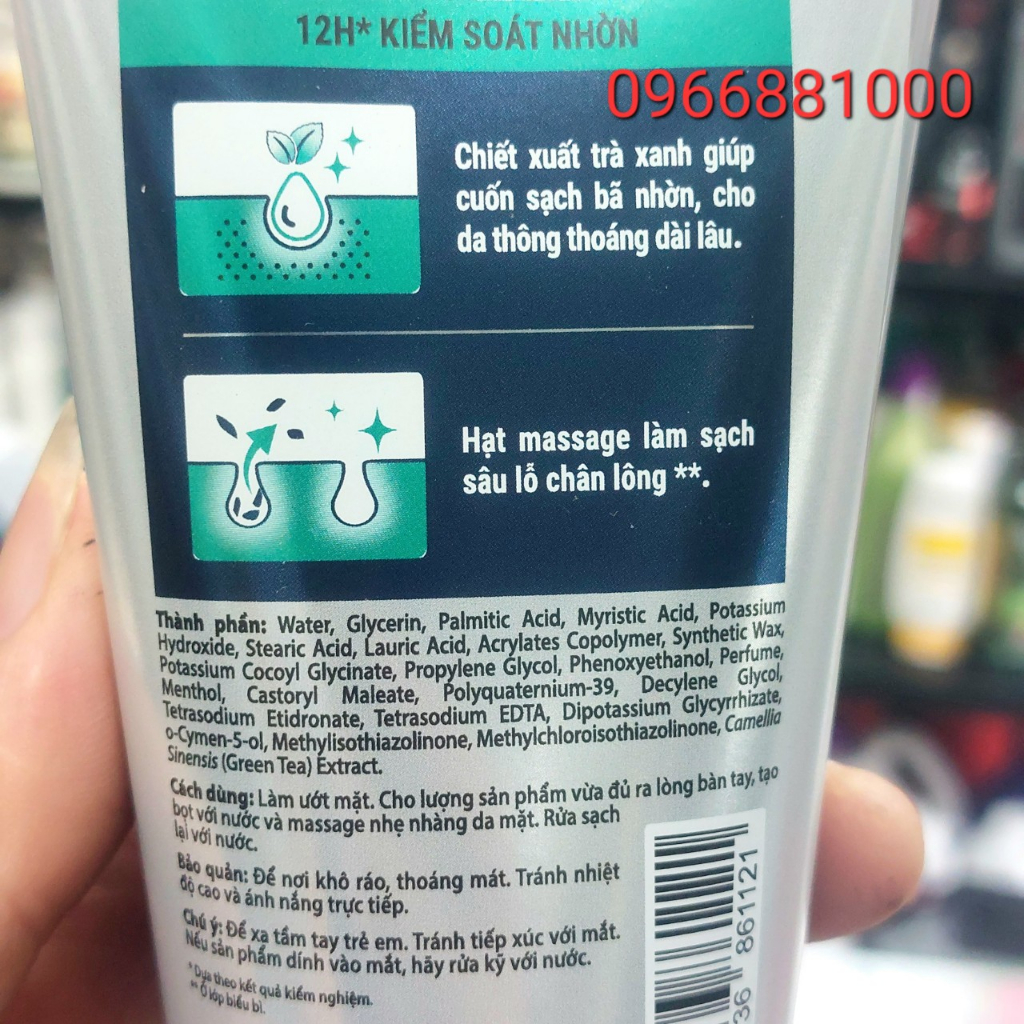 12H* KIỂM SOÁT NHỜN
0966881000
Chiết xuất trà xanh giúp
cuốn sạch bã nhờn, cho
da thông thoáng dài lâu.
Hạt massage làm sạch
sâu lỗ chân lông **.
Thành phần: Water, Glycerin, Palmitic Acid, Myristic Acid, Potassium
Hydroxide, Stearic Acid, Lauric Acid, Acrylates Copolymer, Synthetic Wax,
Potassium Cocoyl Glycinate, Propylene Glycol, Phenoxyethanol, Perfume,
Menthol, Castoryl Maleate, Polyquaternium-39, Decylene Glycol,
Tetrasodium Etidronate, Tetrasodium EDTA, Dipotassium Glycyrrhizate,
o-Cymen-5-ol, Methylisothiazolinone, Methylchloroisothiazolinone, Camellia
Sinensis (Green Tea) Extract.
Cách dùng: Làm ướt mặt. Cho lượng sản phẩm vừa đủ ra lòng bàn tay, tạo
bọt với nước và massage nhẹ nhàng da mặt. Rửa sạch
lại với nước.
Bảo quản: Để nơi khô ráo, thoáng mát. Tránh nhiệt
độ cao và ánh nắng trực tiếp.
Chú ý: Để xa tầm tay trẻ em. Tránh tiếp xúc với mắt.
Nếu sản phẩm dính vào mắt, hãy rửa kỹ với nước.
* Dựa theo kết quả kiểm nghiệm.
** Ở lớp biểu bì.
36 861121